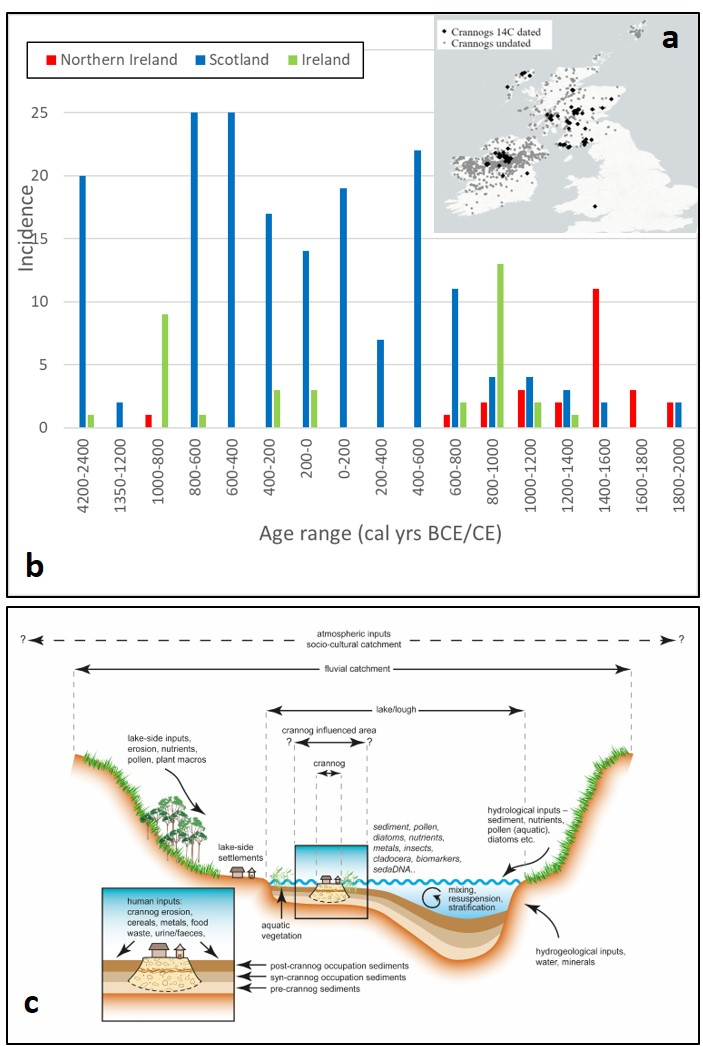 a
Crannogs 14C dated
Crannogs undated
Northern Ireland
Scotland
Ireland
25
20
15
10
5
0
Incidence
4200-2400
1350-1200
1000-800
800-600
600-400
400-200
200-0
0-200
200-400
400-600
600-800
800-1000
1000-1200
1200-1400
1400-1600
1600-1800
1800-2000
Age range (cal yrs BCE/CE)
b
? atmospheric inputs ?
socio-cultural catchment
fluvial catchment
lake/lough
crannog influenced area
? ?
crannog
lake-side inputs,
erosion, nutrients,
pollen, plant macros
lake-side
settlements
sediment, pollen,
diatoms, nutrients,
metals, insects,
cladocera, biomarkers,
sedaDNA..
hydrological inputs –
sediment, nutrients,
pollen (aquatic),
diatoms etc.
mixing,
resuspension,
stratification
aquatic
vegetation
hydrogeological inputs,
water, minerals
human inputs:
crannog erosion,
cereals, metals, food
waste, urine/faeces,
post-crannog occupation sediments
syn-crannog occupation sediments
pre-crannog sediments
c